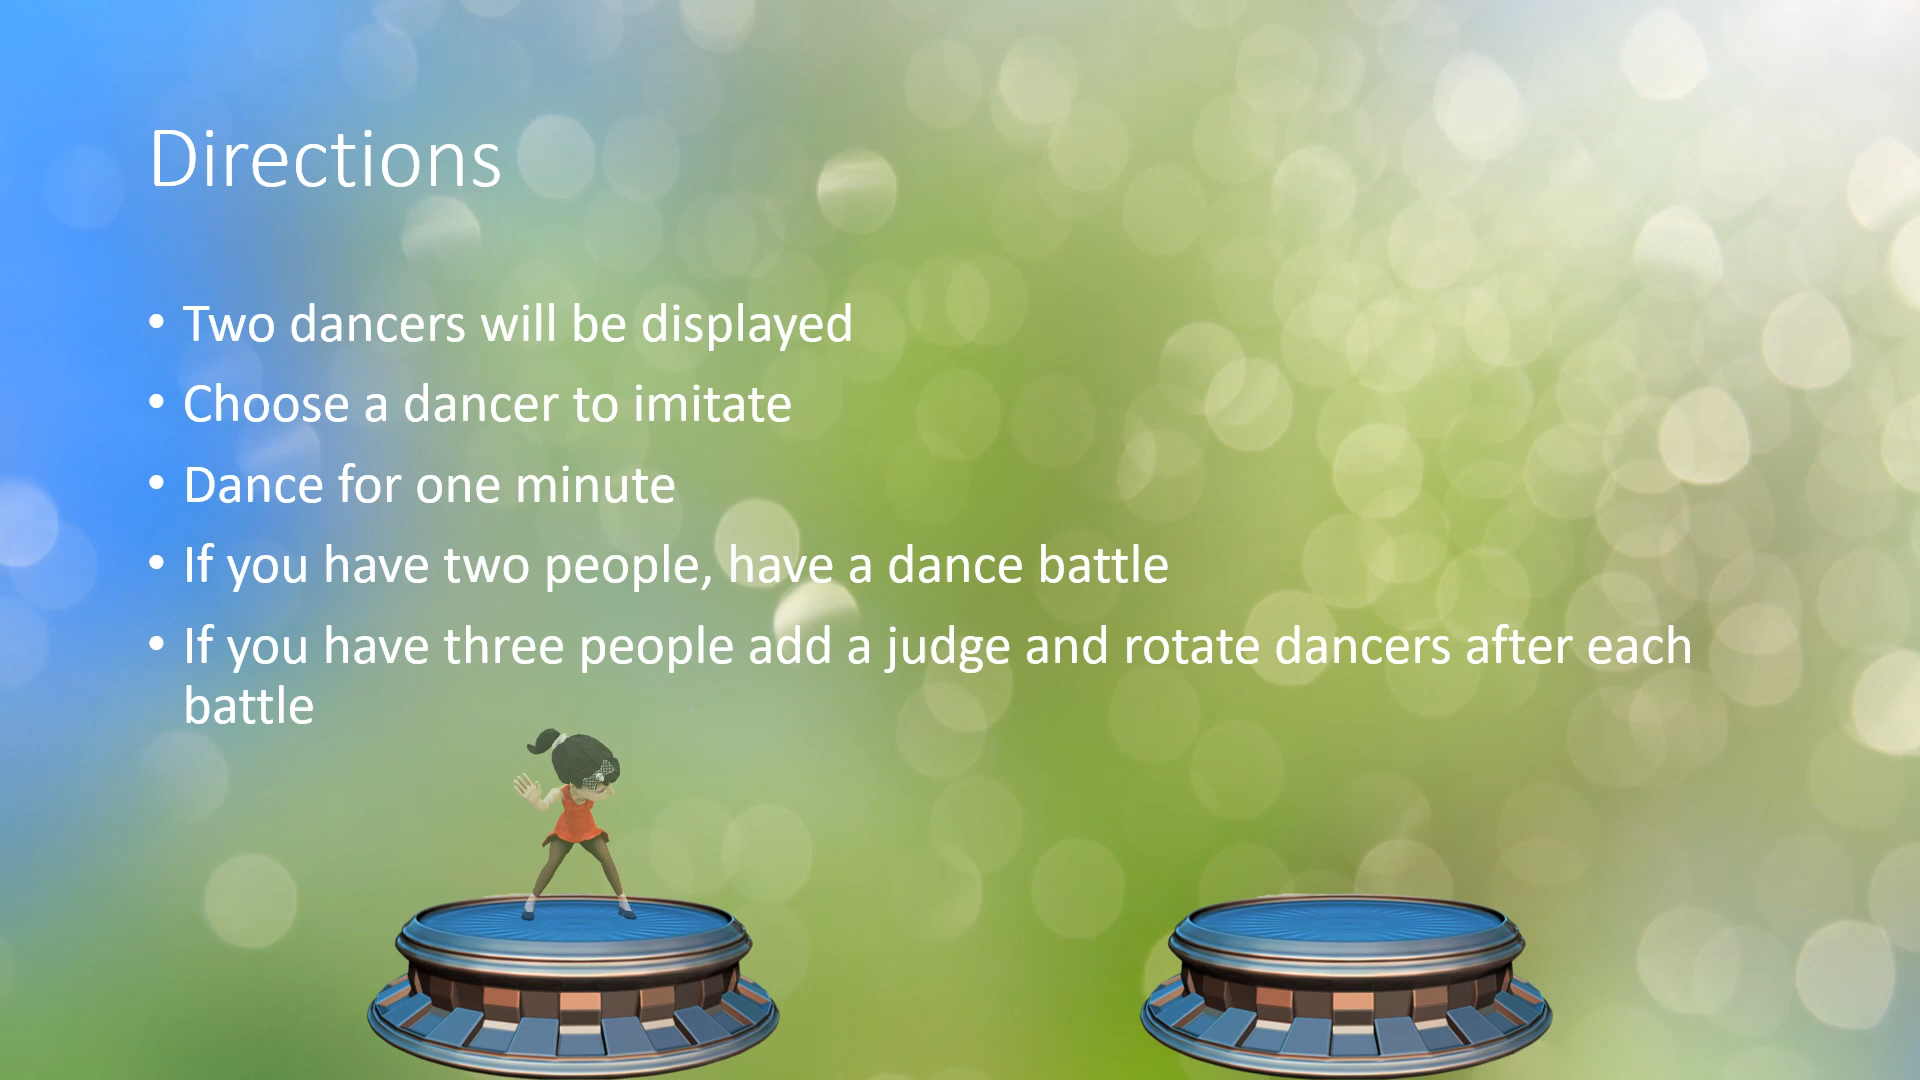 Directions
• Two dancers will be displayed
• Choose a dancer to imitate
• Dance for one minute
• If you have two people, have a dance battle
• If you have three people add a judge and rotate dancers after each
battle